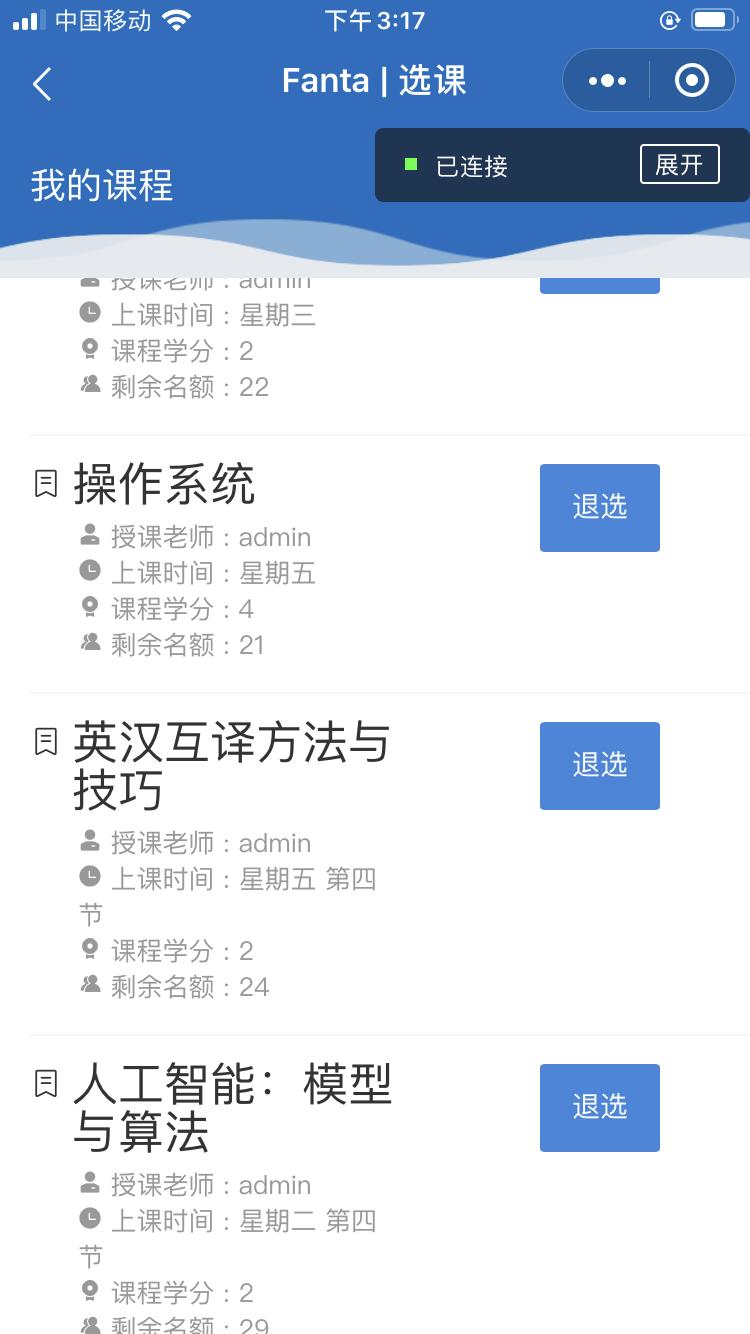 中国移动 下午 3:17
Fanta | 选课
已连接 展开
我的课程
授课老师：admin
上课时间：星期三
课程学分：2
剩余名额：22
操作系统
退选
授课老师：admin
上课时间：星期五
课程学分：4
剩余名额：21
英汉互译方法与
技巧
退选
授课老师：admin
上课时间：星期五 第四
节
课程学分：2
剩余名额：24
人工智能：模型
与算法
退选
授课老师：admin
上课时间：星期二 第四
节
课程学分：2
剩余名额：29